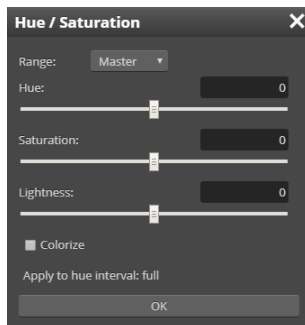 Hue / Saturation
Range: Master
Hue: 0
Saturation: 0
Lightness: 0
Colorize
Apply to hue interval: full
OK